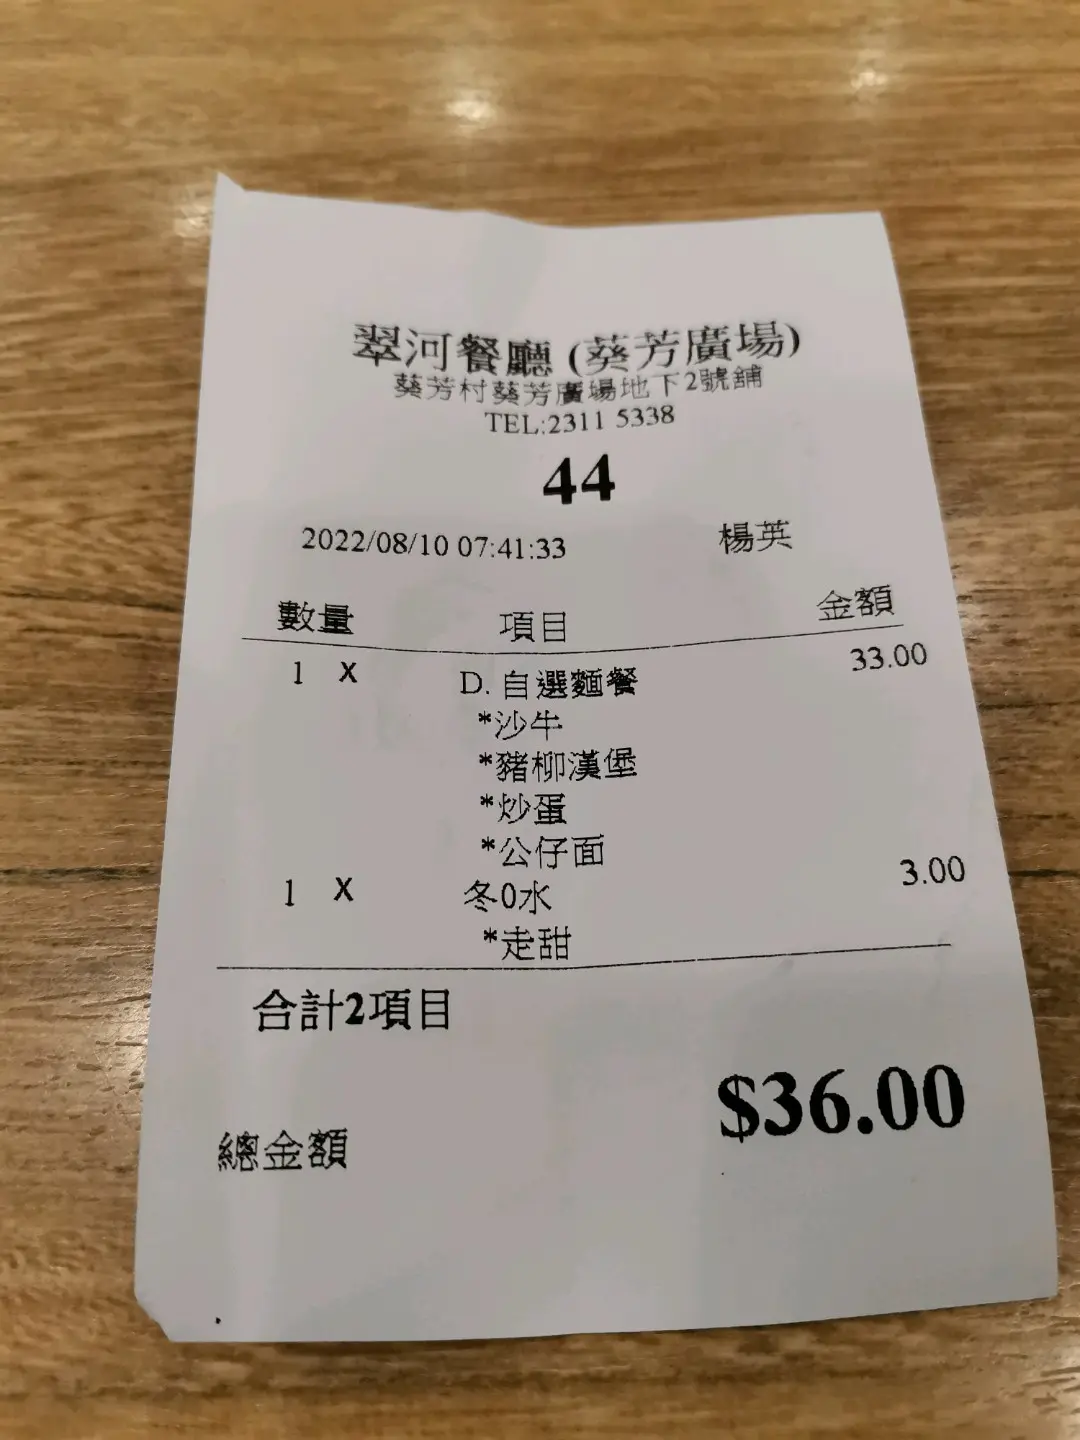 翠河餐廳 (葵芳廣場)
葵芳村葵芳廣場地下2號舖
TEL:2311 5338
44
2022/08/10 07:41:33 楊英
數量 項目 金額
1 X D. 自選麵餐 33.00
*沙牛
*豬柳漢堡
*炒蛋
*公仔面
1 X 冬0水 3.00
*走甜
合計2項目
$36.00
總金額